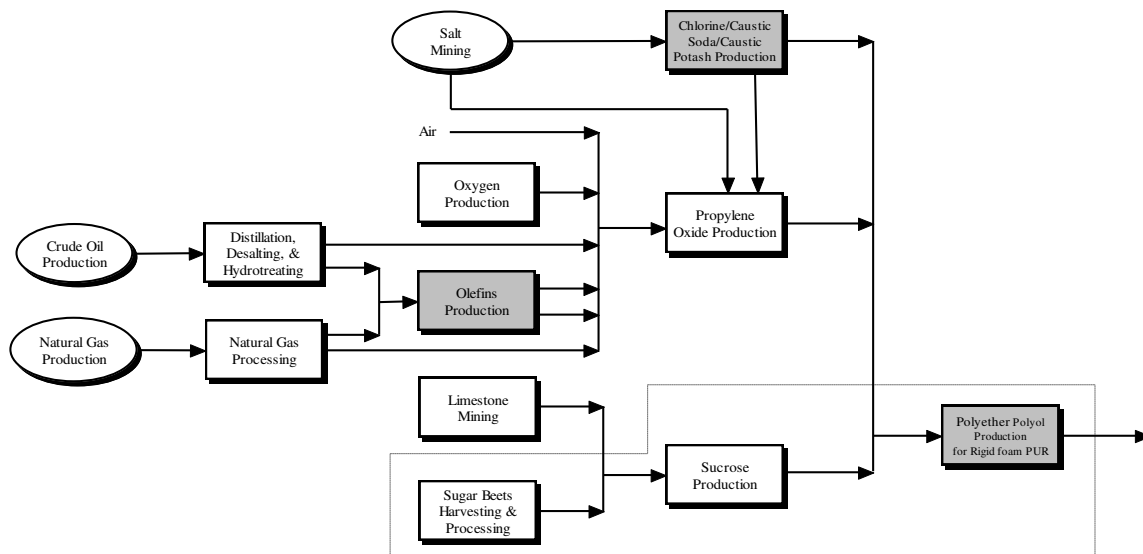 Salt
Mining
Chlorine/Caustic
Soda/Caustic
Potash Production
Air
Oxygen
Production
Propylene
Oxide Production
Crude Oil
Production
Distillation,
Desalting, &
Hydrotreating
Olefins
Production
Natural Gas
Production
Natural Gas
Processing
Limestone
Mining
Polyether Polyol
Production
for Rigid foam PUR
Sucrose
Production
Sugar Beets
Harvesting &
Processing